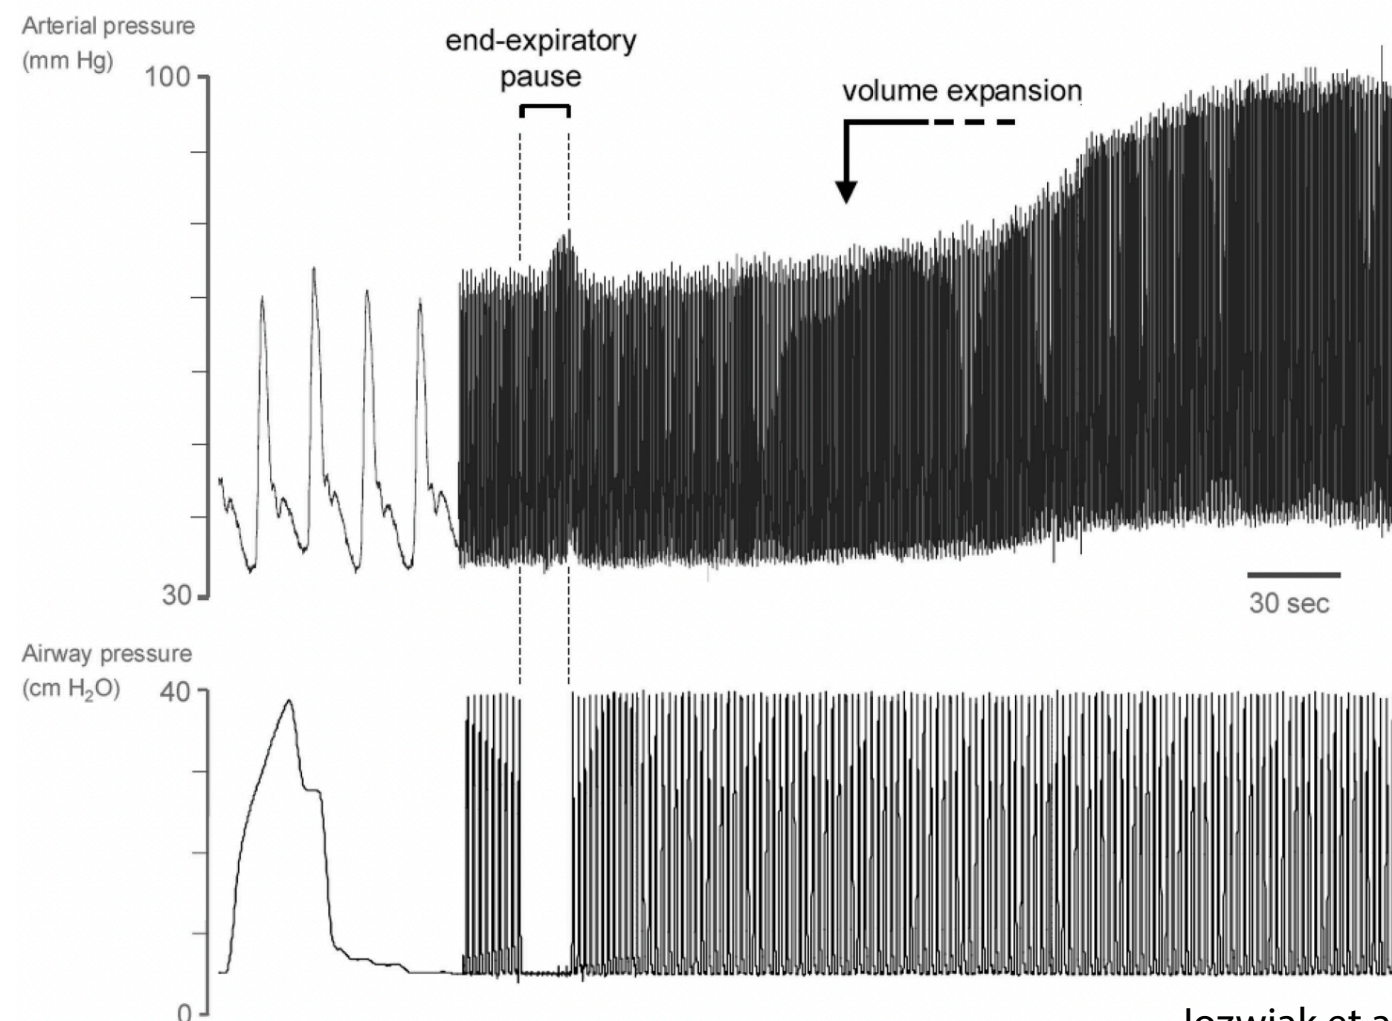 Arterial pressure
(mm Hg)
100
end-expiratory
pause
volume expansion
30
30 sec
Airway pressure
(cm H₂O)
40
0